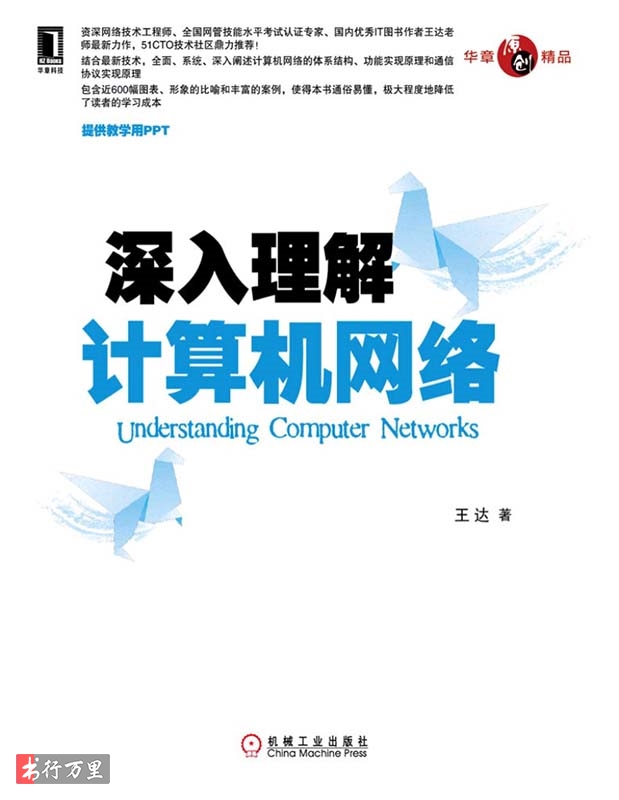 华章科技
HZ Books
资深网络技术工程师、全国网管技能水平考试认证专家、国内优秀IT图书作者王达老
师最新力作，51CTO技术社区鼎力推荐！
结合最新技术，全面、系统、深入阐述计算机网络的体系结构、功能实现原理和通信
协议实现原理
包含近600幅图表、形象的比喻和丰富的案例，使得本书通俗易懂，极大程度地降低
了读者的学习成本
提供教学用PPT
华章 原创 精品
深入理解
计算机网络
Understanding Computer Networks
王达 著
机械工业出版社
China Machine Press
书行万里